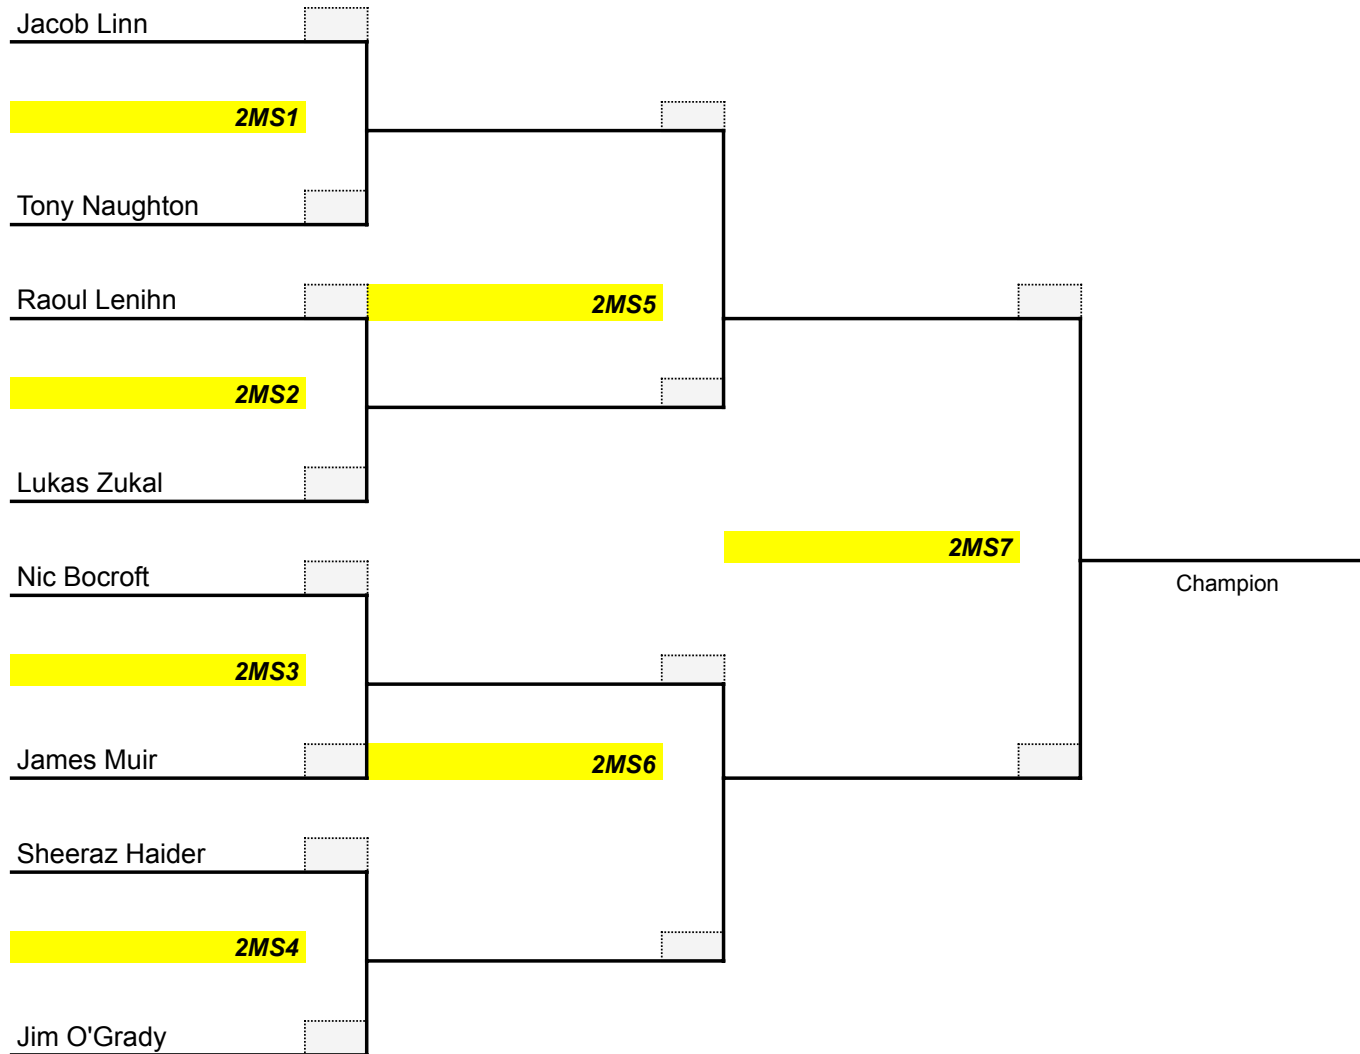 Jacob Linn
2MS1
Tony Naughton
Raoul Lenihn
2MS5
2MS2
Lukas Zukal
2MS7
Nic Bocroft
Champion
2MS3
James Muir
2MS6
Sheeraz Haider
2MS4
Jim O'Grady